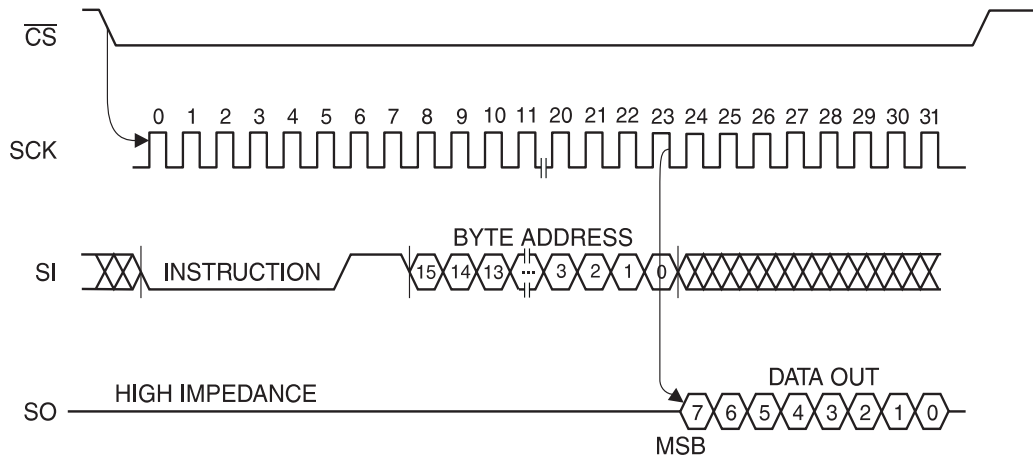 CS
0 1 2 3 4 5 6 7 8 9 10 11 20 21 22 23 24 25 26 27 28 29 30 31
SCK
BYTE ADDRESS
SI INSTRUCTION 15 14 13 ... 3 2 1 0
HIGH IMPEDANCE DATA OUT
SO 7 6 5 4 3 2 1 0
MSB